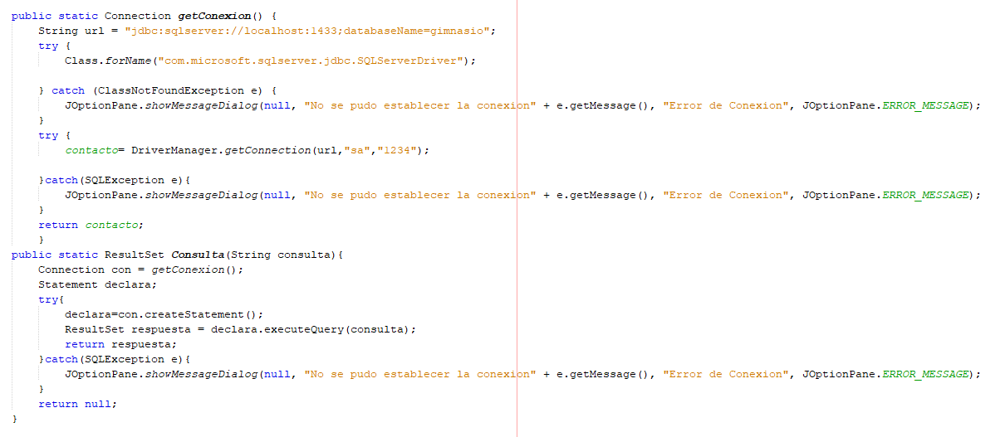 public static Connection getConexion() {
String url = "jdbc:sqlserver://localhost:1433;databaseName=gimnasio";
try {
Class.forName("com.microsoft.sqlserver.jdbc.SQLServerDriver");
} catch (ClassNotFoundException e) {
JOptionPane.showMessageDialog(null, "No se pudo establecer la conexion" + e.getMessage(), "Error de Conexion", JOptionPane.ERROR_MESSAGE);
}
try {
contacto= DriverManager.getConnection(url,"sa","1234");
}catch(SQLException e){
JOptionPane.showMessageDialog(null, "No se pudo establecer la conexion" + e.getMessage(), "Error de Conexion", JOptionPane.ERROR_MESSAGE);
}
return contacto;
}
public static ResultSet Consulta(String consulta){
Connection con = getConexion();
Statement declara;
try{
declara=con.createStatement();
ResultSet respuesta = declara.executeQuery(consulta);
return respuesta;
}catch(SQLException e){
JOptionPane.showMessageDialog(null, "No se pudo establecer la conexion" + e.getMessage(), "Error de Conexion", JOptionPane.ERROR_MESSAGE);
}
return null;
}